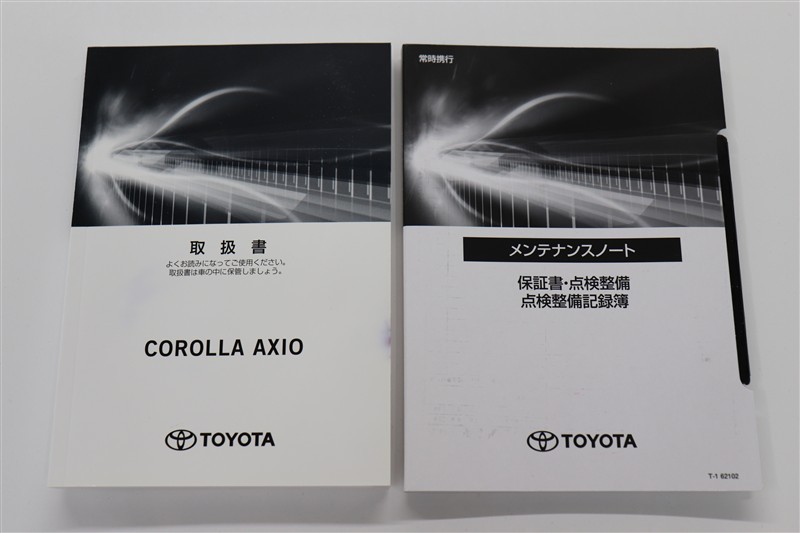 取扱書
よくお読みになってご使用ください。
取扱書は車の中に保管しましょう。
COROLLA AXIO
TOYOTA
常時携行
メンテナンスノート
保証書・点検整備
点検整備記録簿
TOYOTA
T-1 62102